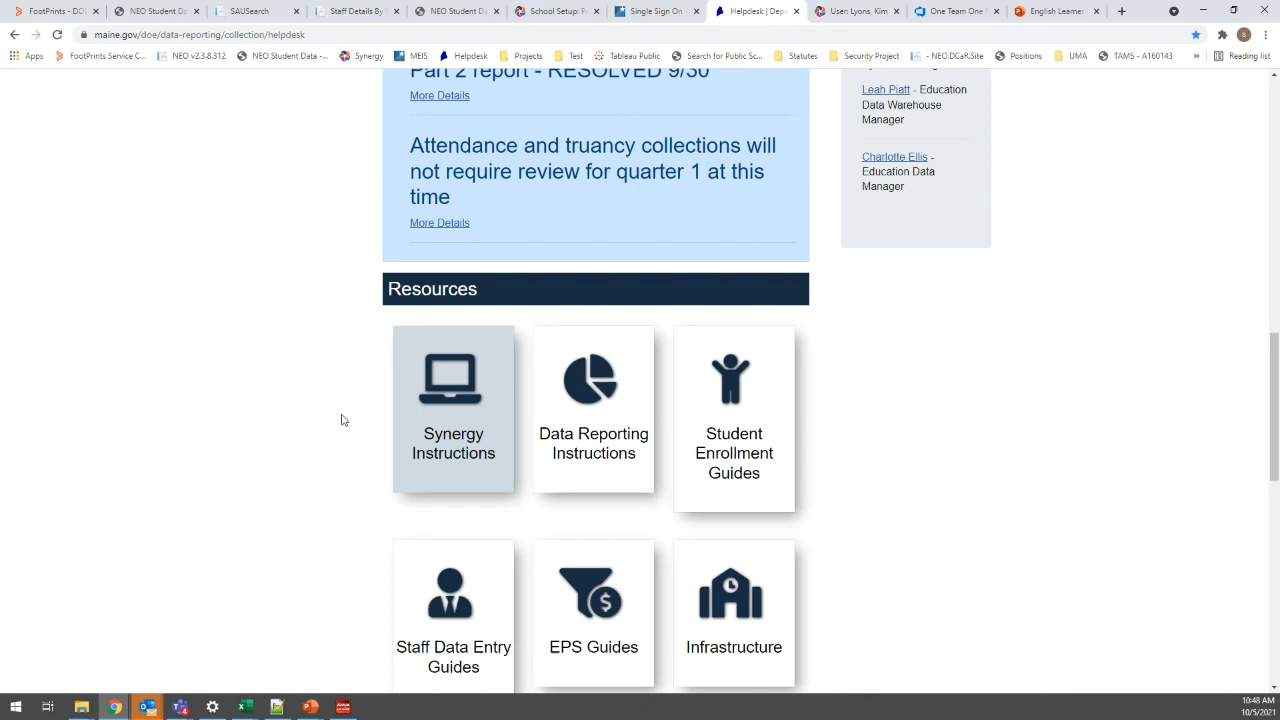 FootPrints - DO
NEO Student Da
SAUSearch
Staff Details By
NEO Student Da
School Setup: P
Single Sign On
Helpdesk | Dep
User: Lyons, Kim
One Team One
English Learner
maine.gov/doe/data-reporting/collection/helpdesk
Apps
FootPrints Service C...
NEO v2.3.8.312
NEO Student Data -...
Synergy
MEIS
Helpdesk
Projects
Test
Tableau Public
Search for Public Sc...
Statutes
Security Project
- NEO.DCaR.Site
Positions
UMA
TAMS - A160143
»
Reading list
Part 2 report - RESOLVED 9/30
More Details
Attendance and truancy collections will
not require review for quarter 1 at this
time
More Details
Leah Piatt - Education
Data Warehouse
Manager
Charlotte Ellis -
Education Data
Manager
Resources
Synergy
Instructions
Data Reporting
Instructions
Student
Enrollment
Guides
Staff Data Entry
Guides
EPS Guides
Infrastructure
10:48 AM
10/5/2021